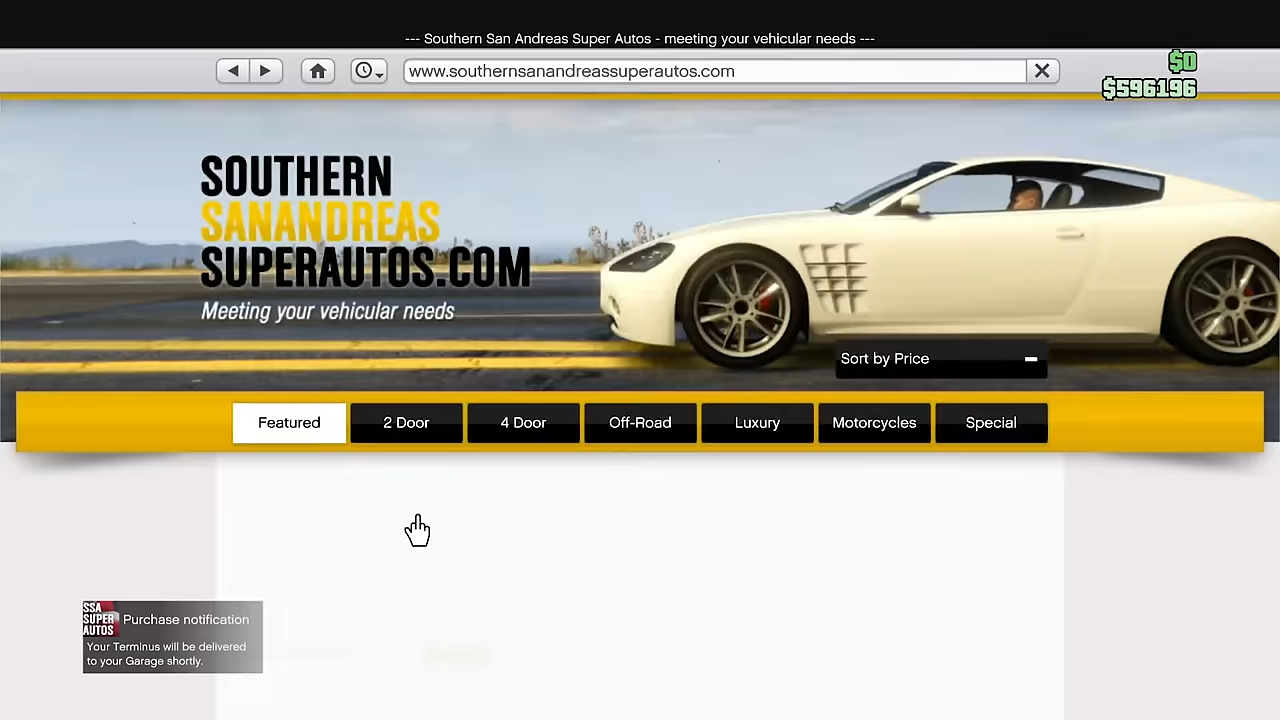 --- Southern San Andreas Super Autos - meeting your vehicular needs ---
www.southernsanandreassuperautos.com
$0
$596196
SOUTHERN
SANANDREAS
SUPERAUTOS.COM
Meeting your vehicular needs
Sort by Price
Featured
2 Door
4 Door
Off-Road
Luxury
Motorcycles
Special
SSA
SUPER
AUTOS
Purchase notification
Your Terminus will be delivered
to your Garage shortly.